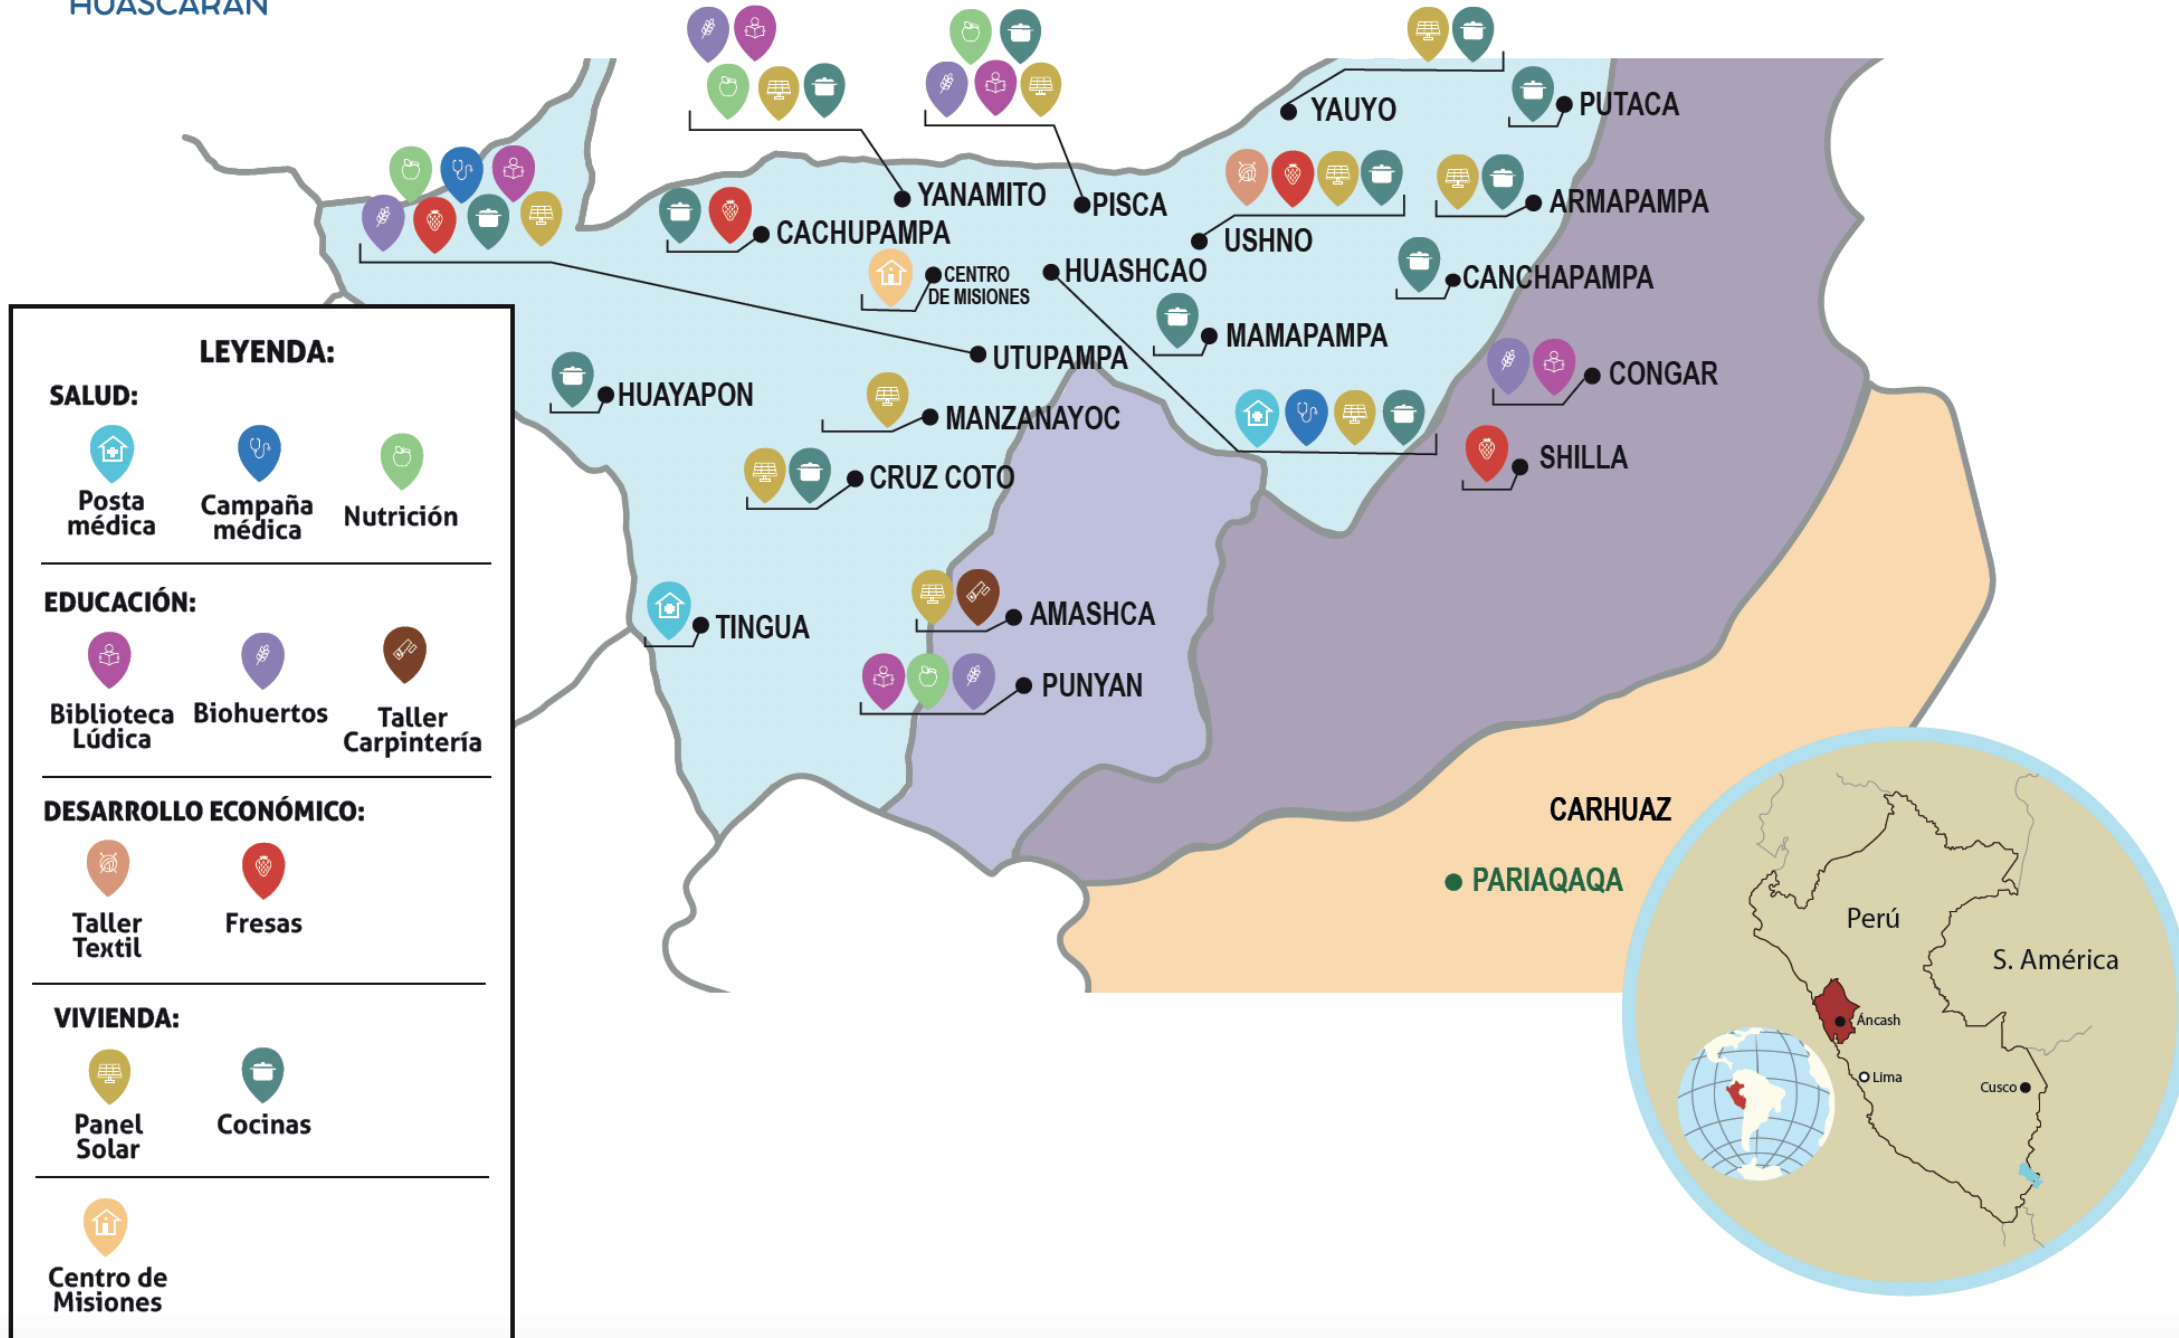 HUASCARÁN
YAUYO
PUTACA
YANAMITO
PISCA
ARMAPAMPA
CACHUPAMPA
USHNO
CENTRO
DE MISIONES
HUASHCAO
CANCHAPAMPA
MAMAPAMPA
UTUPAMPA
CONGAR
HUAYAPON
MANZANAYOC
SHILLA
CRUZ COTO
AMASHCA
TINGUA
PUNYAN
CARHUAZ
PARIAQAQA
LEYENDA:
SALUD:
Posta
médica
Campaña
médica
Nutrición
EDUCACIÓN:
Biblioteca
Lúdica
Biohuertos
Taller
Carpintería
DESARROLLO ECONÓMICO:
Taller
Textil
Fresas
VIVIENDA:
Panel
Solar
Cocinas
Centro de
Misiones
Perú
S. América
Áncash
Lima
Cusco